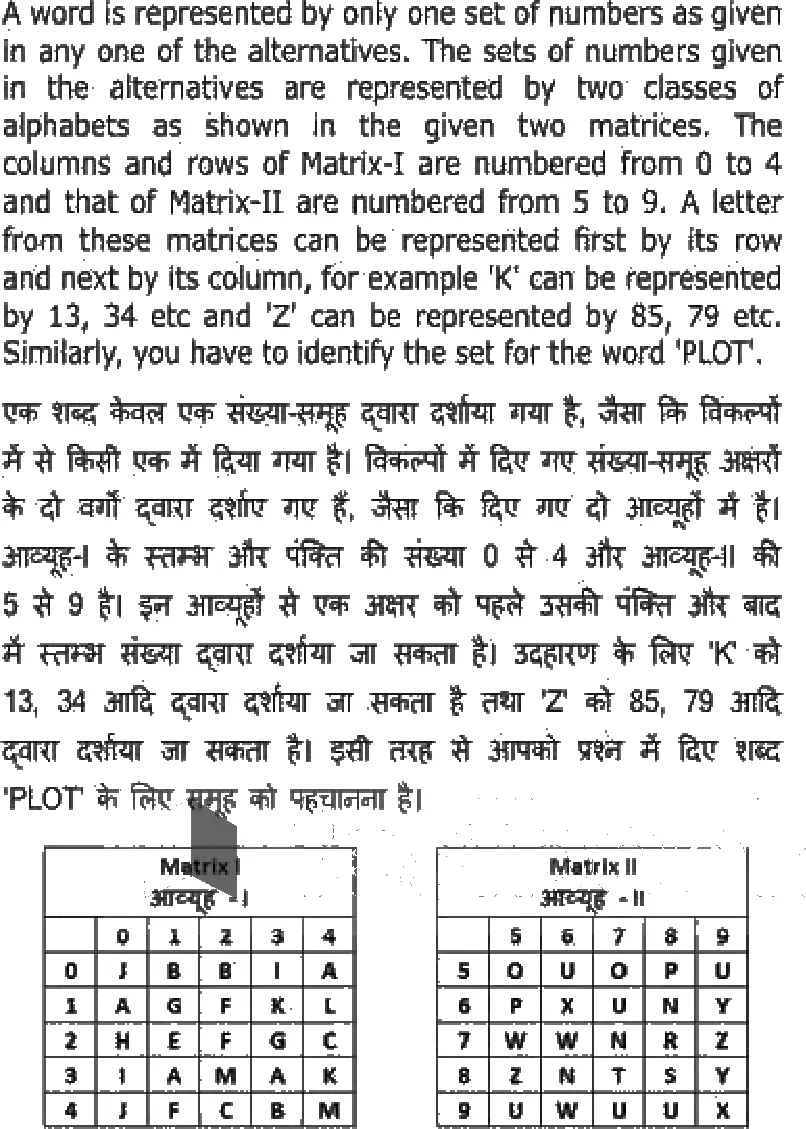 A word is represented by only one set of numbers as given
in any one of the alternatives. The sets of numbers given
in the alternatives are represented by two classes of
alphabets as shown in the given two matrices. The
columns and rows of Matrix-I are numbered from 0 to 4
and that of Matrix-II are numbered from 5 to 9. A letter
from these matrices can be represented first by its row
and next by its column, for example 'K' can be represented
by 13, 34 etc and 'Z' can be represented by 85, 79 etc.
Similarly, you have to identify the set for the word 'PLOT'.
एक शब्द केवल एक संख्या-समूह द्वारा दर्शाया गया है, जैसा कि विकल्पों
में से किसी एक में दिया गया है। विकल्पों में दिए गए संख्या-समूह अक्षरों
के दो वर्गों द्वारा दर्शाए गए हैं, जैसा कि दिए गए दो आव्यूहों में है।
आव्यूह-I के स्तम्भ और पंक्ति की संख्या 0 से 4 और आव्यूह-II की
5 से 9 है। इन आव्यूहों से एक अक्षर को पहले उसकी पंक्ति और बाद
में स्तम्भ संख्या द्वारा दर्शाया जा सकता है। उदहारण के लिए 'K' को
13, 34 आदि द्वारा दर्शाया जा सकता है तथा 'Z' को 85, 79 आदि
द्वारा दर्शाया जा सकता है। इसी तरह से आपको प्रश्न में दिए शब्द
'PLOT' के लिए समूह को पहचानना है।
Matrix I Matrix II
आव्यूह - I आव्यूह - II
0 1 2 3 4 5 6 7 8 9
0 J B B I A 5 O U O P U
1 A G F K L 6 P X U N Y
2 H E F G C 7 W W N R Z
3 I A M A K 8 Z N T S Y
4 J F C B M 9 U W U U X